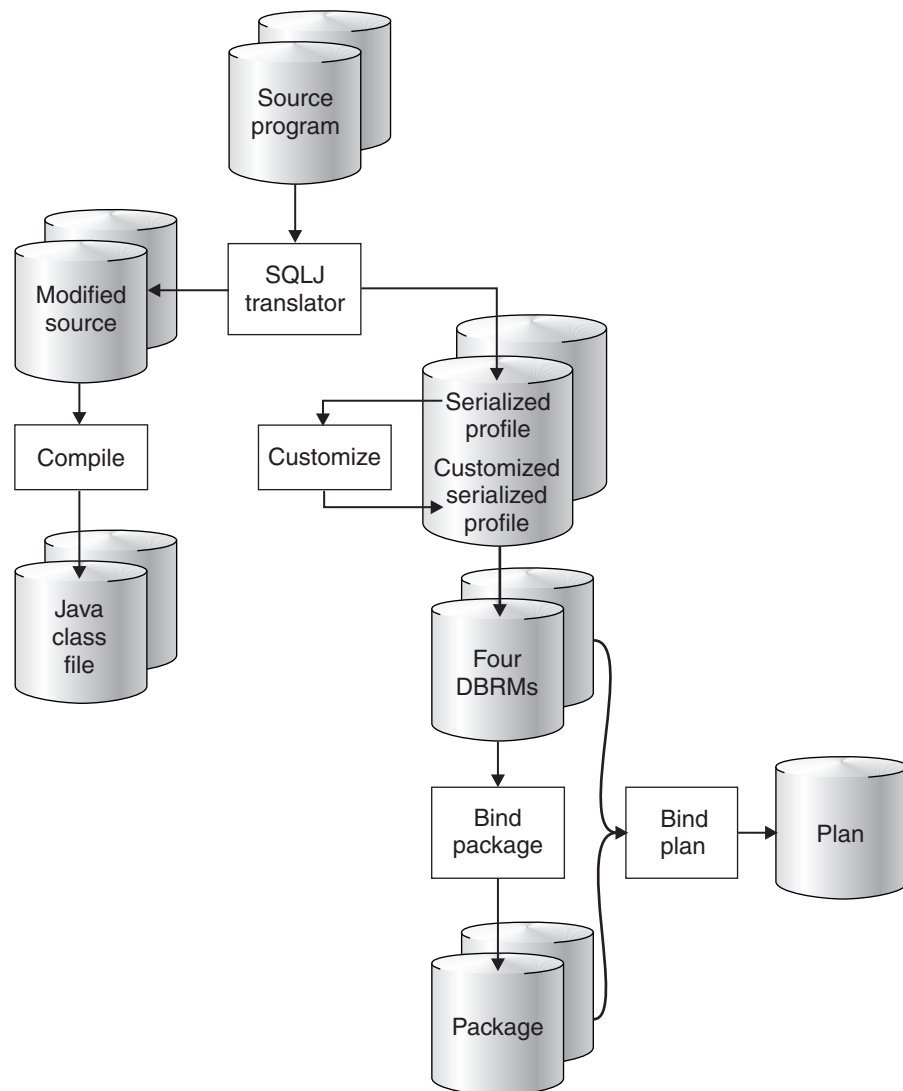 Source
program
SQLJ
translator
Modified
source
Serialized
profile
Compile
Customize
Customized
serialized
profile
Java
class
file
Four
DBRMs
Bind
package
Bind
plan
Plan
Package